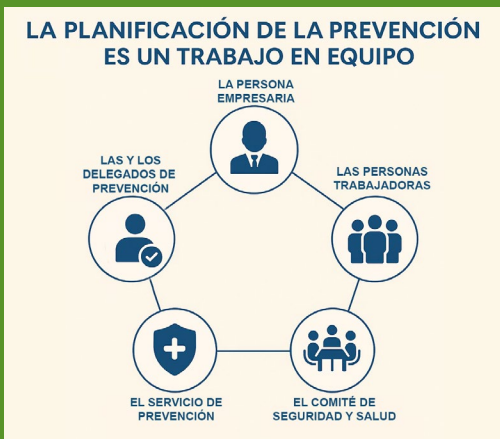 LA PLANIFICACIÓN DE LA PREVENCIÓN
ES UN TRABAJO EN EQUIPO
LA PERSONA
EMPRESARIA
LAS Y LOS
DELEGADOS DE
PREVENCIÓN
LAS PERSONAS
TRABAJADORAS
EL SERVICIO DE
PREVENCIÓN
EL COMITÉ DE
SEGURIDAD Y SALUD